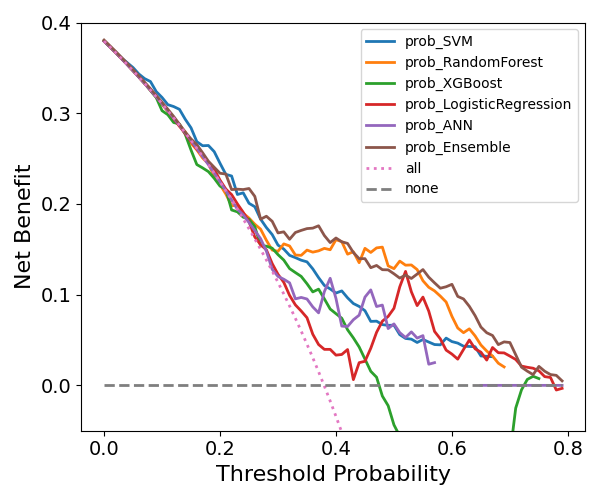 0.4
0.3
0.2
0.1
0.0
Net Benefit
prob_SVM
prob_RandomForest
prob_XGBoost
prob_LogisticRegression
prob_ANN
prob_Ensemble
all
none
0.0 0.2 0.4 0.6 0.8
Threshold Probability